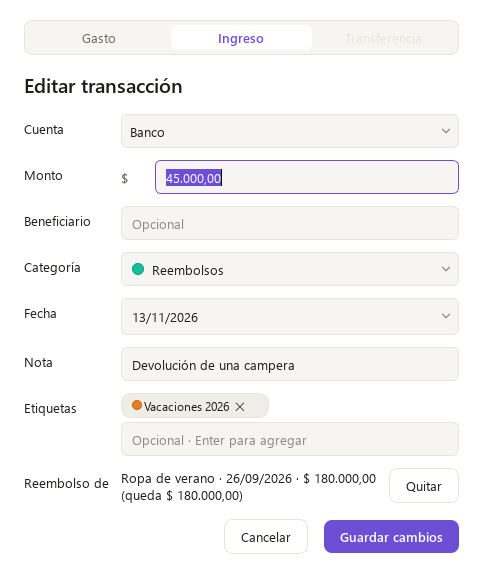 Gasto
Ingreso
Transferencia
Editar transacción
Cuenta
Banco
Monto
$
45.000,00
Beneficiario
Opcional
Categoría
Reembolsos
Fecha
13/11/2026
Nota
Devolución de una campera
Etiquetas
Vacaciones 2026
Opcional · Enter para agregar
Reembolso de
Ropa de verano · 26/09/2026 · $ 180.000,00
(queda $ 180.000,00)
Quitar
Cancelar
Guardar cambios